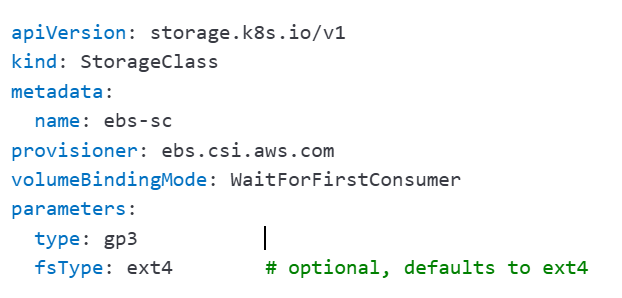 apiVersion: storage.k8s.io/v1
kind: StorageClass
metadata:
  name: ebs-sc
provisioner: ebs.csi.aws.com
volumeBindingMode: WaitForFirstConsumer
parameters:
  type: gp3
  fsType: ext4        # optional, defaults to ext4